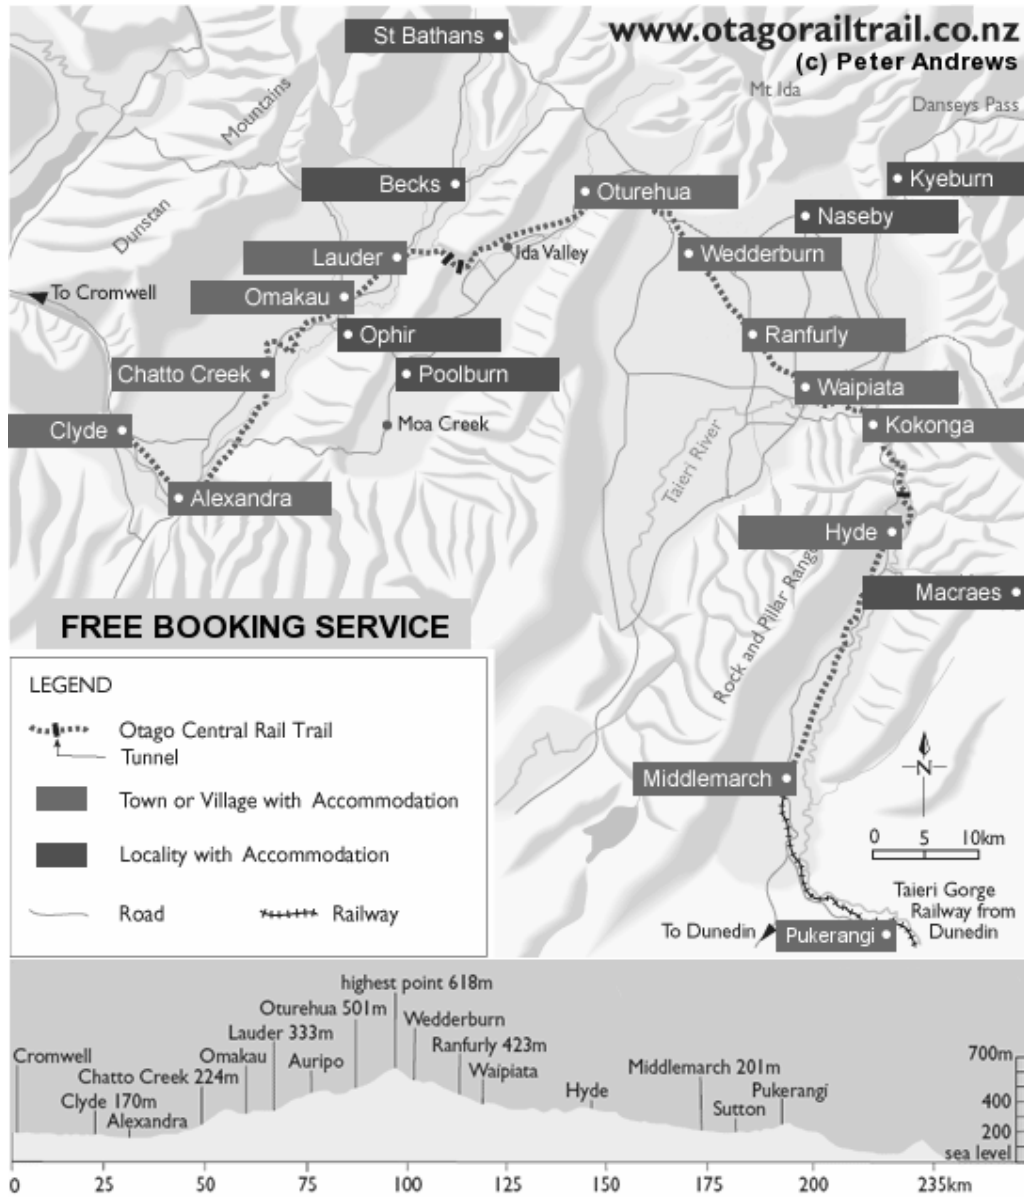 St Bathans
www.otagorailtrail.co.nz
(c) Peter Andrews
Mt Ida
Danseys Pass
Mountains
Dunstan
Becks
Oturehua
Kyeburn
Naseby
Lauder
Ida Valley
Wedderburn
To Cromwell
Omakau
Ophir
Ranfurly
Chatto Creek
Poolburn
Waipiata
Clyde
Moa Creek
Kokonga
Taieri River
Alexandra
Hyde
Rock and Pillar Range
Macraes
FREE BOOKING SERVICE
LEGEND
Otago Central Rail Trail
Tunnel
Town or Village with Accommodation
Locality with Accommodation
Road
Railway
Middlemarch
N
0 5 10km
Taieri Gorge
Railway from
Dunedin
To Dunedin
Pukerangi
highest point 618m
Oturehua 501m
Wedderburn
Lauder 333m
Ranfurly 423m
Cromwell
Omakau
Auripo
Waipiata
Middlemarch 201m
700m
Chatto Creek 224m
Hyde
Pukerangi
Clyde 170m
400
Alexandra
Sutton
200
sea level
0 25 50 75 100 125 150 175 200 235km